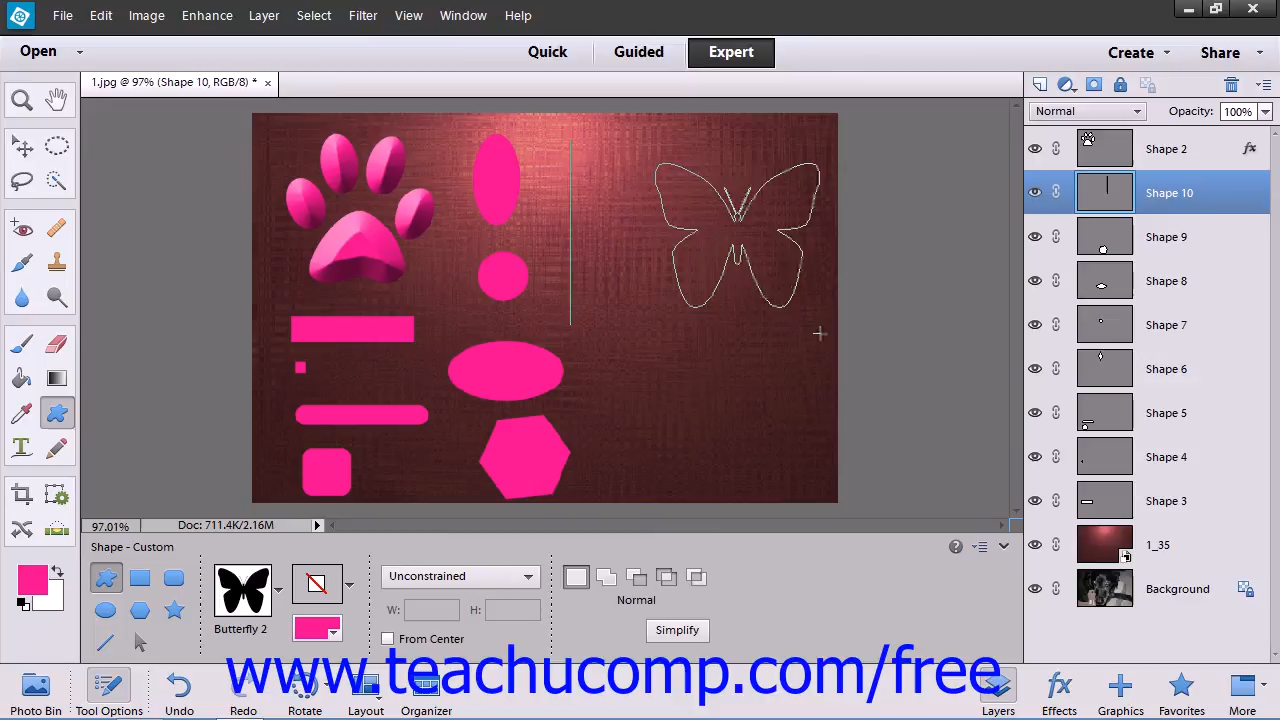 File Edit Image Enhance Layer Select Filter View Window Help
Open Quick Guided Expert Create Share
1.jpg @ 97% (Shape 10, RGB/8) * ×
Normal Opacity: 100%
Shape 2 fx
Shape 10
Shape 9
Shape 8
Shape 7
Shape 6
Shape 5
Shape 4
Shape 3
1_35
Background
97.01% Doc: 711.4K/2.16M
Shape - Custom
Unconstrained
Normal
W: H:
Butterfly 2
From Center
Simplify
www.teachucomp.com/free
Photo Bin Tool Options Undo Redo Rotate Layout Organizer Layers Effects Graphics Favorites More